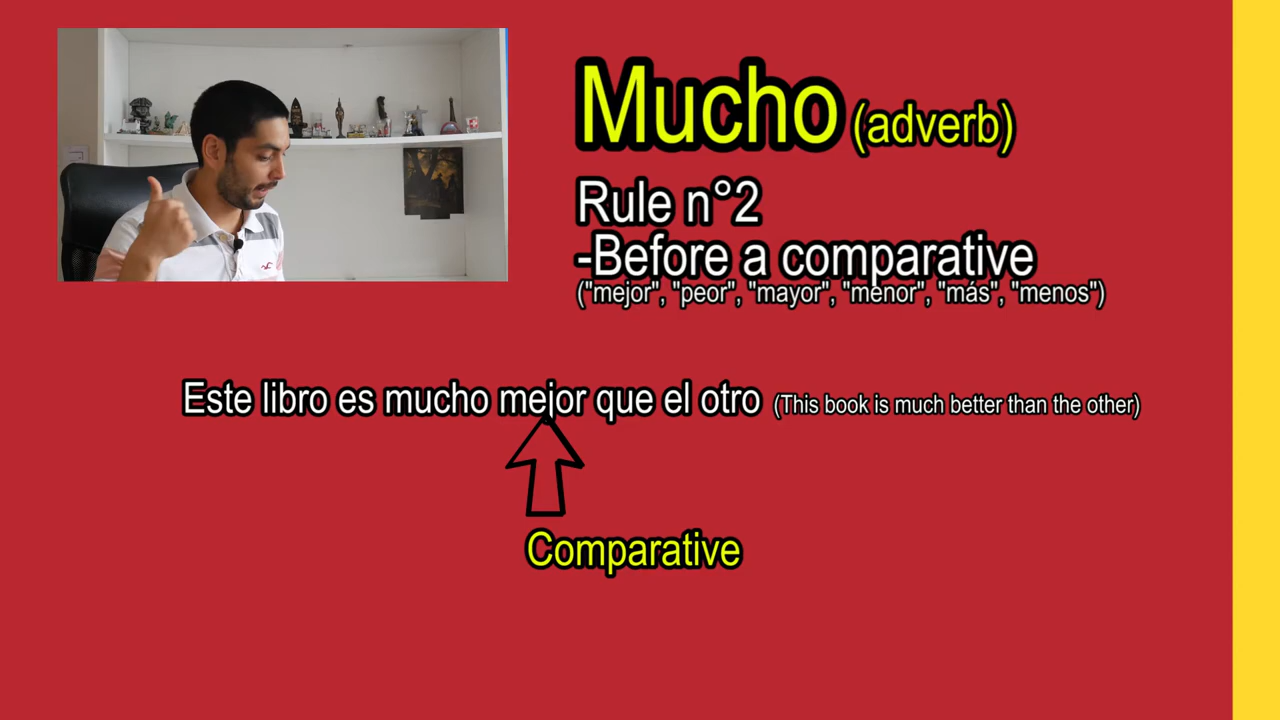 Mucho (adverb)
Rule n°2
-Before a comparative
("mejor", "peor", "mayor", "menor", "más", "menos")
Este libro es mucho mejor que el otro (This book is much better than the other)
Comparative